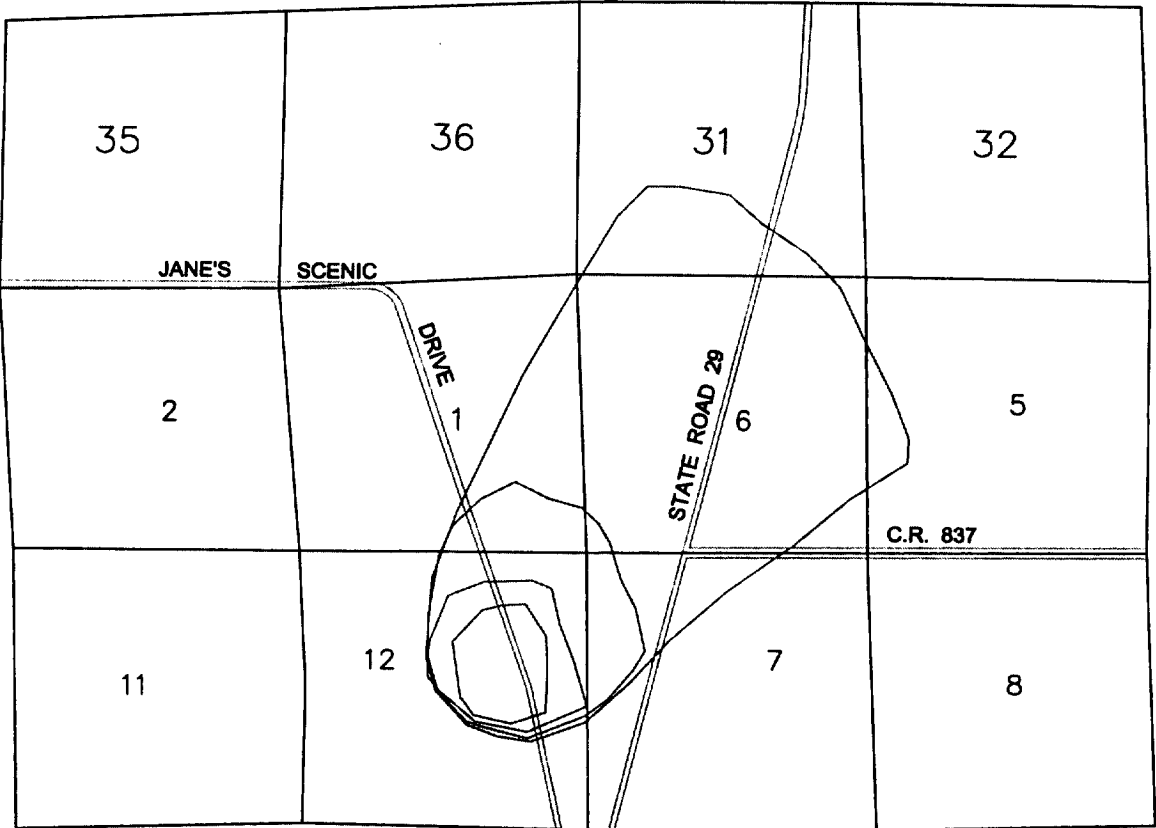 35 36 31 32
JANE'S SCENIC
DRIVE
2 1 6 5
STATE ROAD 29
C.R. 837
11 12 7 8